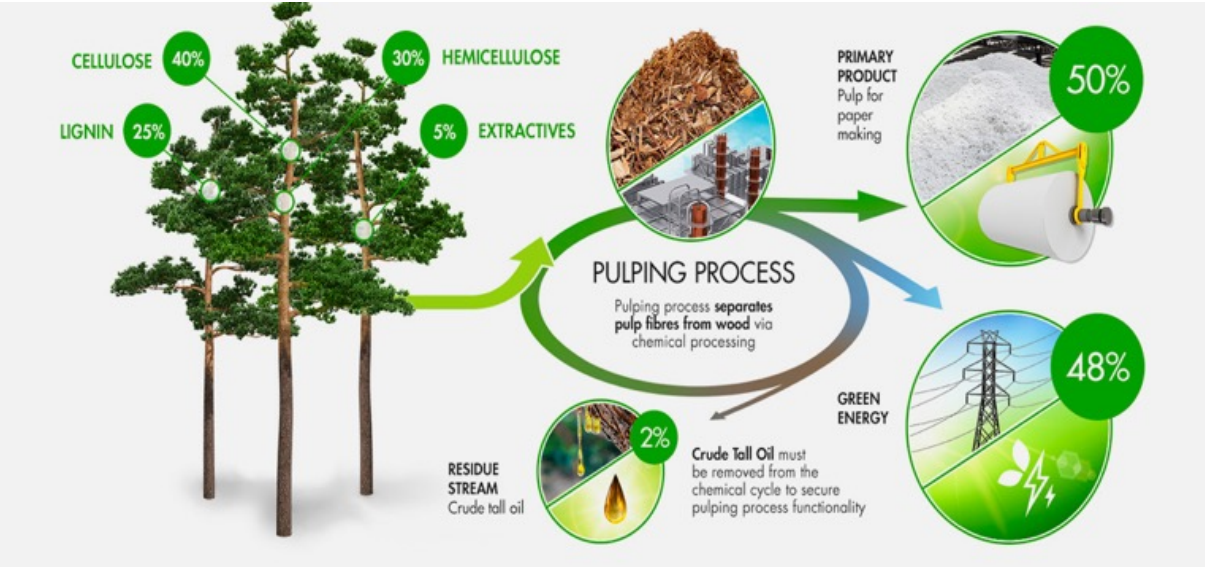 CELLULOSE 40%
30% HEMICELLULOSE
LIGNIN 25%
5% EXTRACTIVES
PULPING PROCESS
Pulping process separates
pulp fibres from wood via
chemical processing
PRIMARY
PRODUCT
Pulp for
paper
making
50%
GREEN
ENERGY
48%
RESIDUE
STREAM
Crude tall oil
2%
Crude Tall Oil must
be removed from the
chemical cycle to secure
pulping process functionality